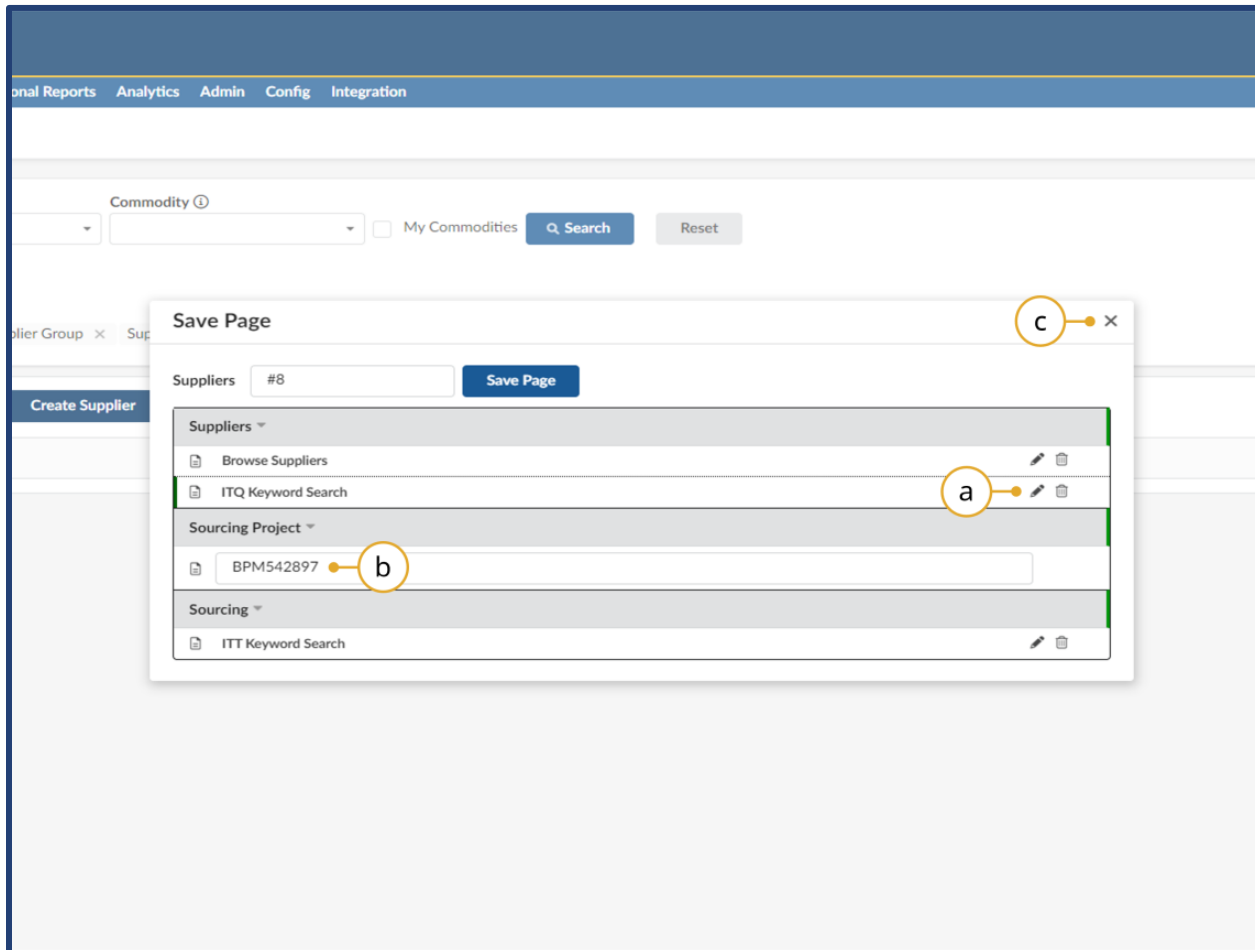 onal Reports Analytics Admin Config Integration
Commodity
My Commodities Search Reset
plier Group × Sup
Save Page
c
Suppliers #8 Save Page
Create Supplier
Suppliers
Browse Suppliers
ITQ Keyword Search
a
Sourcing Project
BPM542897
b
Sourcing
ITT Keyword Search